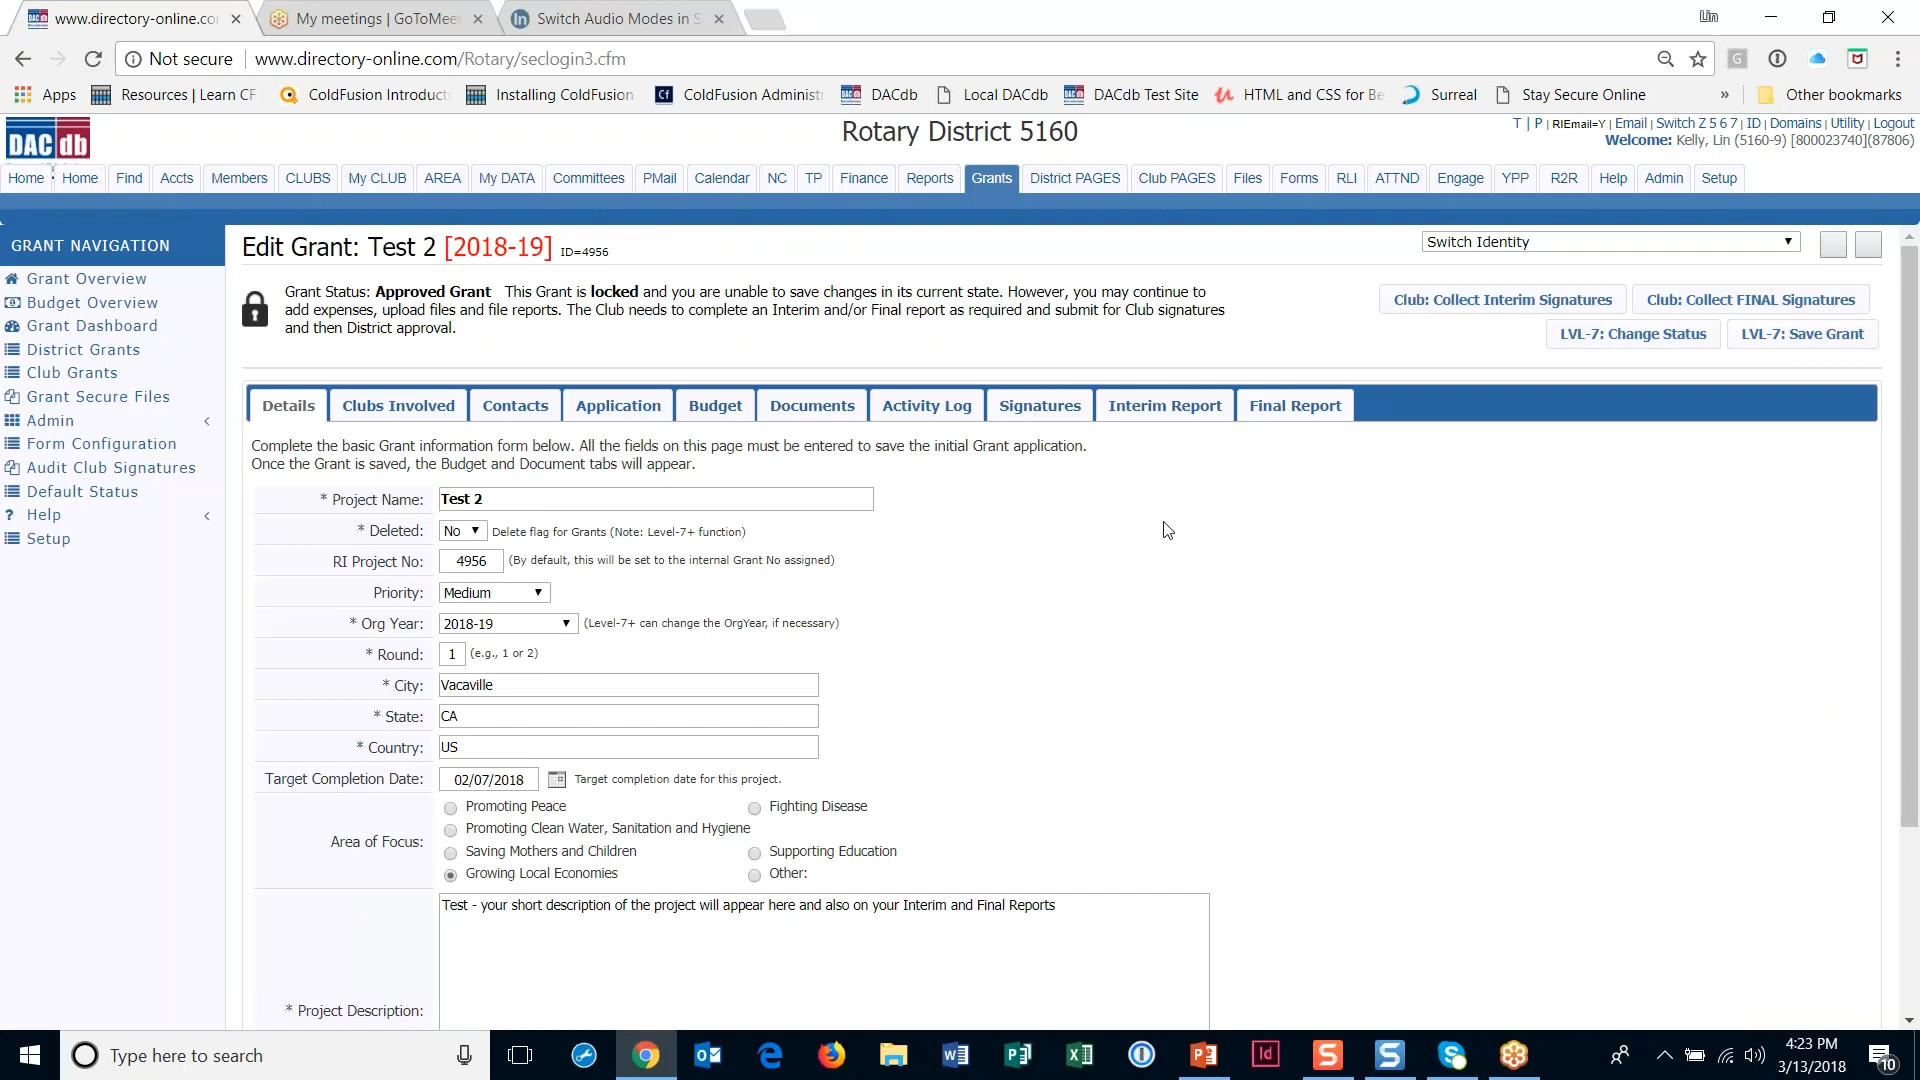 www.directory-online.co
My meetings | GoToMee
Switch Audio Modes in S
Lin
Not secure
www.directory-online.com/Rotary/seclogin3.cfm
Apps
Resources | Learn CF
ColdFusion Introduct
Installing ColdFusion
ColdFusion Administr
DACdb
Local DACdb
DACdb Test Site
HTML and CSS for Be
Surreal
Stay Secure Online
»
Other bookmarks
DAC db
Rotary District 5160
T | P | RIEmail=Y | Email | Switch Z 5 6 7 | ID | Domains | Utility | Logout
Welcome: Kelly, Lin (5160-9) [800023740](87806)
Home
Home
Find
Accts
Members
CLUBS
My CLUB
AREA
My DATA
Committees
PMail
Calendar
NC
TP
Finance
Reports
Grants
District PAGES
Club PAGES
Files
Forms
RLI
ATTND
Engage
YPP
R2R
Help
Admin
Setup
GRANT NAVIGATION
Grant Overview
Budget Overview
Grant Dashboard
District Grants
Club Grants
Grant Secure Files
Admin
Form Configuration
Audit Club Signatures
Default Status
? Help
Setup
Edit Grant: Test 2 [2018-19] ID=4956
Switch Identity
Grant Status: Approved Grant This Grant is locked and you are unable to save changes in its current state. However, you may continue to
add expenses, upload files and file reports. The Club needs to complete an Interim and/or Final report as required and submit for Club signatures
and then District approval.
Club: Collect Interim Signatures
Club: Collect FINAL Signatures
LVL-7: Change Status
LVL-7: Save Grant
Details
Clubs Involved
Contacts
Application
Budget
Documents
Activity Log
Signatures
Interim Report
Final Report
Complete the basic Grant information form below. All the fields on this page must be entered to save the initial Grant application.
Once the Grant is saved, the Budget and Document tabs will appear.
* Project Name: Test 2
* Deleted: No Delete flag for Grants (Note: Level-7+ function)
RI Project No: 4956 (By default, this will be set to the internal Grant No assigned)
Priority: Medium
* Org Year: 2018-19 (Level-7+ can change the OrgYear, if necessary)
* Round: 1 (e.g., 1 or 2)
* City: Vacaville
* State: CA
* Country: US
Target Completion Date: 02/07/2018 Target completion date for this project.
Area of Focus:
Promoting Peace
Fighting Disease
Promoting Clean Water, Sanitation and Hygiene
Saving Mothers and Children
Supporting Education
Growing Local Economies
Other:
* Project Description:
Test - your short description of the project will appear here and also on your Interim and Final Reports
Type here to search
4:23 PM
3/13/2018
10